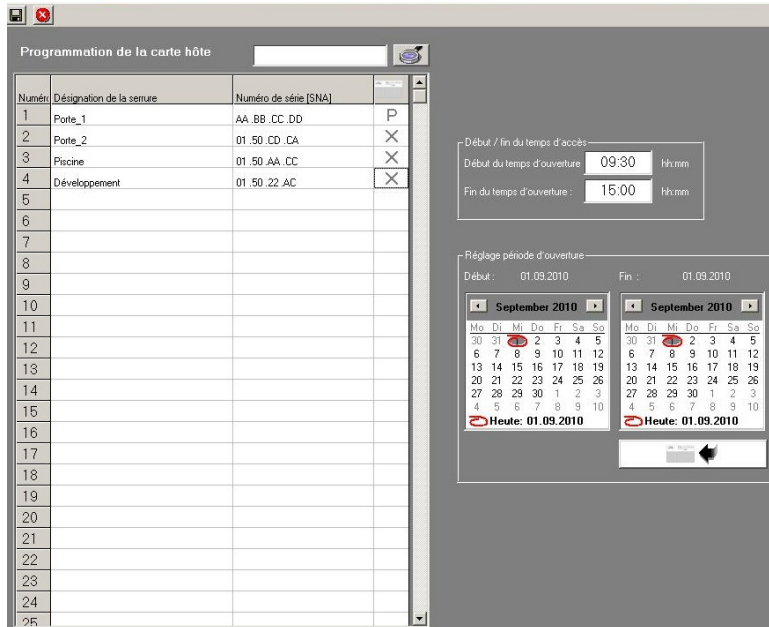 Programmation de la carte hôte
Numérc Désignation de la serrure Numéro de série [SNA]
1 Porte_1 AA .BB .CC .DD P
2 Porte_2 01 .50 .CD .CA X
3 Piscine 01 .50 .AA .CC X
4 Développement 01 .50 .22 .AC X
5
6
7
8
9
10
11
12
13
14
15
16
17
18
19
20
21
22
23
24
25
Début / fin du temps d'accès
Début du temps d'ouverture 09:30 hh:mm
Fin du temps d'ouverture : 15:00 hh:mm
Réglage période d'ouverture
Début : 01.09.2010 Fin : 01.09.2010
September 2010
Mo Di Mi Do Fr Sa So
30 31 1 2 3 4 5
6 7 8 9 10 11 12
13 14 15 16 17 18 19
20 21 22 23 24 25 26
27 28 29 30 1 2 3
4 5 6 7 8 9 10
Heute: 01.09.2010
September 2010
Mo Di Mi Do Fr Sa So
30 31 1 2 3 4 5
6 7 8 9 10 11 12
13 14 15 16 17 18 19
20 21 22 23 24 25 26
27 28 29 30 1 2 3
4 5 6 7 8 9 10
Heute: 01.09.2010